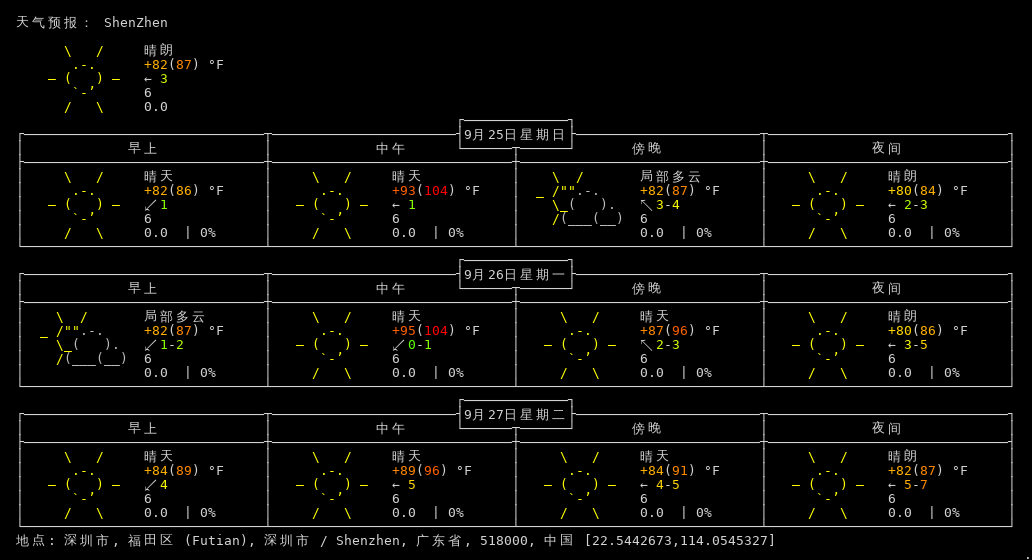 天气预报： ShenZhen
晴朗
+82(87) °F
← 3
6
0.0
9月25日星期日
早上 中午 傍晚 夜间
晴天 晴天 局部多云 晴朗
+82(86) °F +93(104) °F +82(87) °F +80(84) °F
↙ 1 ← 1 ↖ 3-4 ← 2-3
6 6 6 6
0.0 | 0% 0.0 | 0% 0.0 | 0% 0.0 | 0%
9月26日星期一
早上 中午 傍晚 夜间
局部多云 晴天 晴天 晴朗
+82(87) °F +95(104) °F +87(96) °F +80(86) °F
↙ 1-2 ↙ 0-1 ↖ 2-3 ← 3-5
6 6 6 6
0.0 | 0% 0.0 | 0% 0.0 | 0% 0.0 | 0%
9月27日星期二
早上 中午 傍晚 夜间
晴天 晴天 晴天 晴朗
+84(89) °F +89(96) °F +84(91) °F +82(87) °F
↙ 4 ← 5 ← 4-5 ← 5-7
6 6 6 6
0.0 | 0% 0.0 | 0% 0.0 | 0% 0.0 | 0%
地点: 深圳市, 福田区 (Futian), 深圳市 / Shenzhen, 广东省, 518000, 中国 [22.5442673,114.0545327]